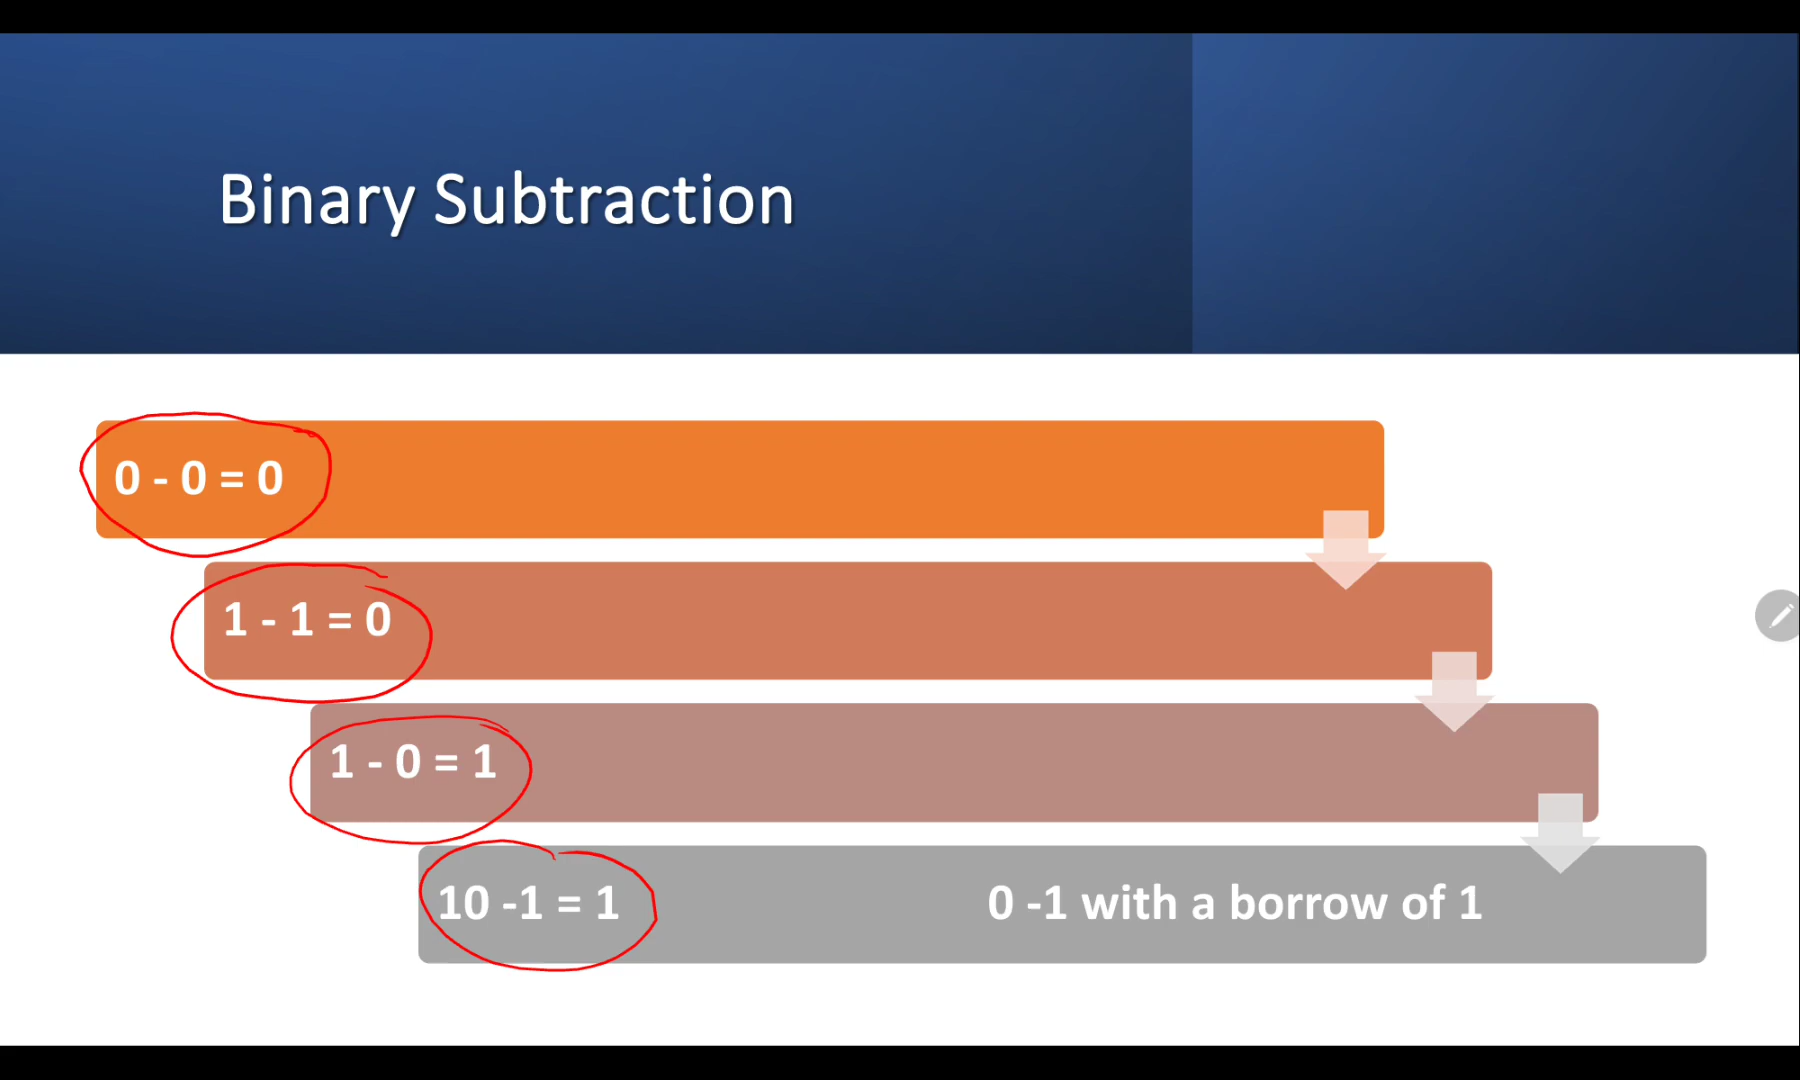 Binary Subtraction
0 - 0 = 0
1 - 1 = 0
1 - 0 = 1
10 -1 = 1 0 -1 with a borrow of 1